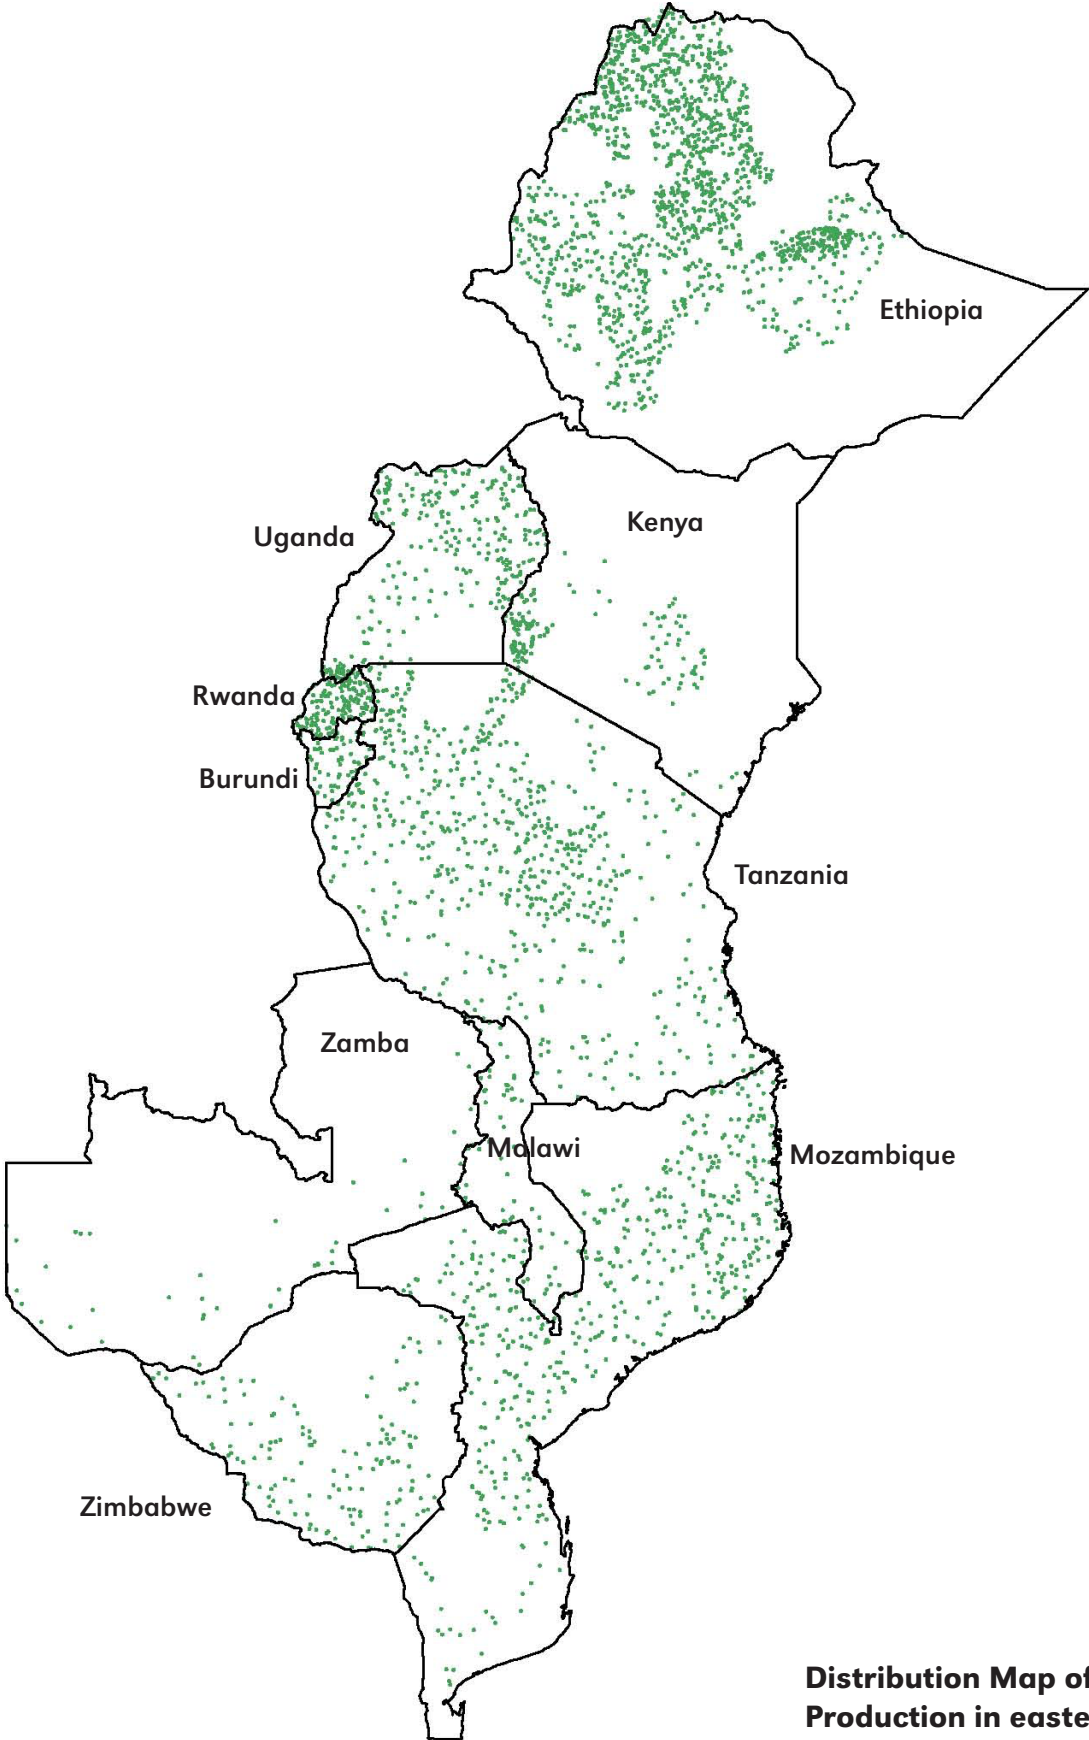 Ethiopia
Kenya
Uganda
Rwanda
Burundi
Tanzania
Zamba
Malawi
Mozambique
Zimbabwe
Distribution Map of
Production in easte